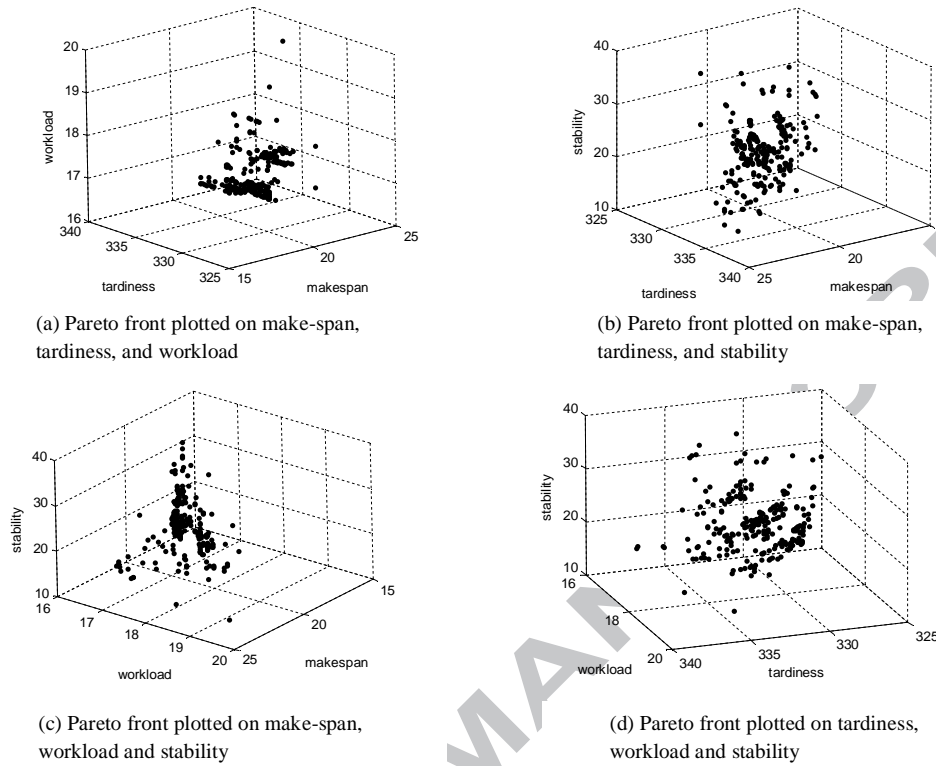 20
19
18
17
16
workload
340
335
330
325
tardiness
15
20
25
makespan
(a) Pareto front plotted on make-span,
tardiness, and workload
40
30
20
10
stability
325
330
335
340
tardiness
25
20
makespan
(b) Pareto front plotted on make-span,
tardiness, and stability
40
30
20
10
stability
16
17
18
19
20
workload
25
20
15
makespan
(c) Pareto front plotted on make-span,
workload and stability
40
30
20
10
stability
16
18
20
workload
340
335
330
325
tardiness
(d) Pareto front plotted on tardiness,
workload and stability
MAN